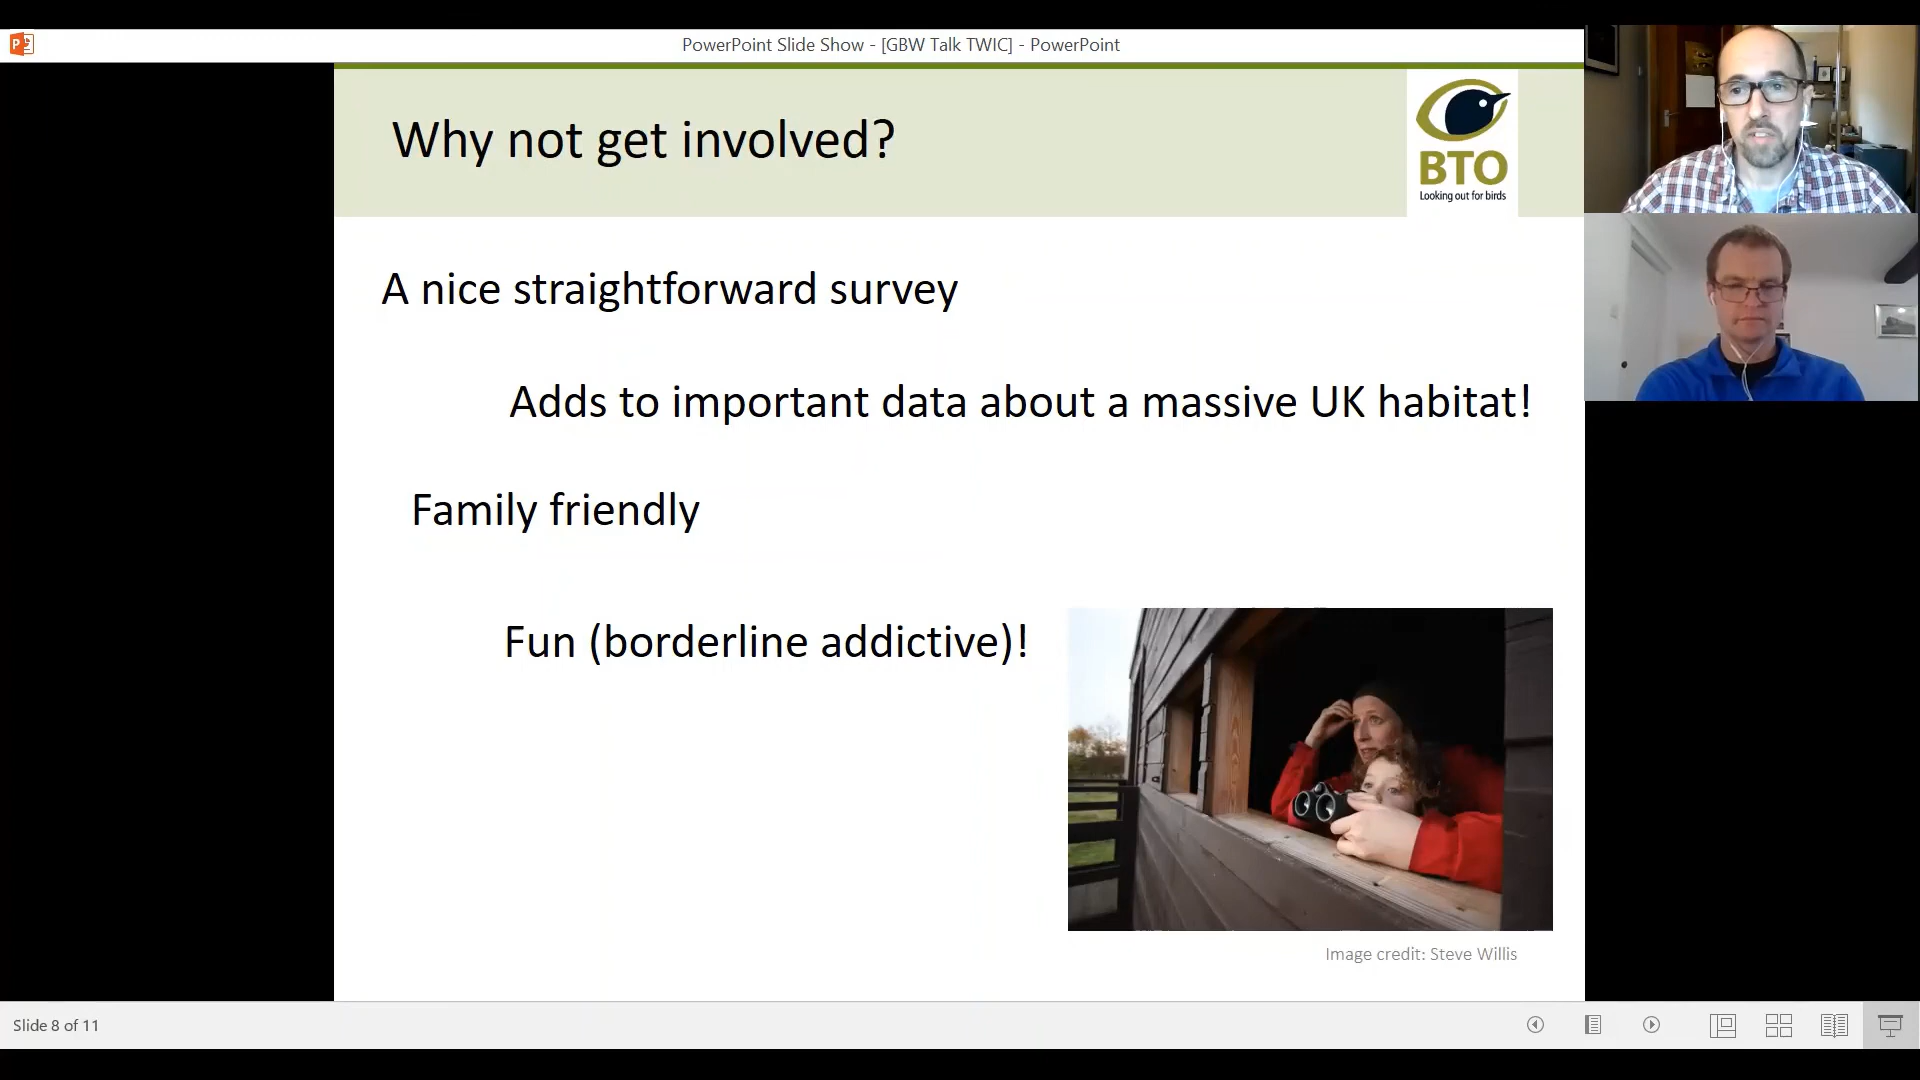 PowerPoint Slide Show - [GBW Talk TWIC] - PowerPoint
Why not get involved?
BTO
Looking out for birds
A nice straightforward survey
Adds to important data about a massive UK habitat!
Family friendly
Fun (borderline addictive)!
Image credit: Steve Willis
Slide 8 of 11